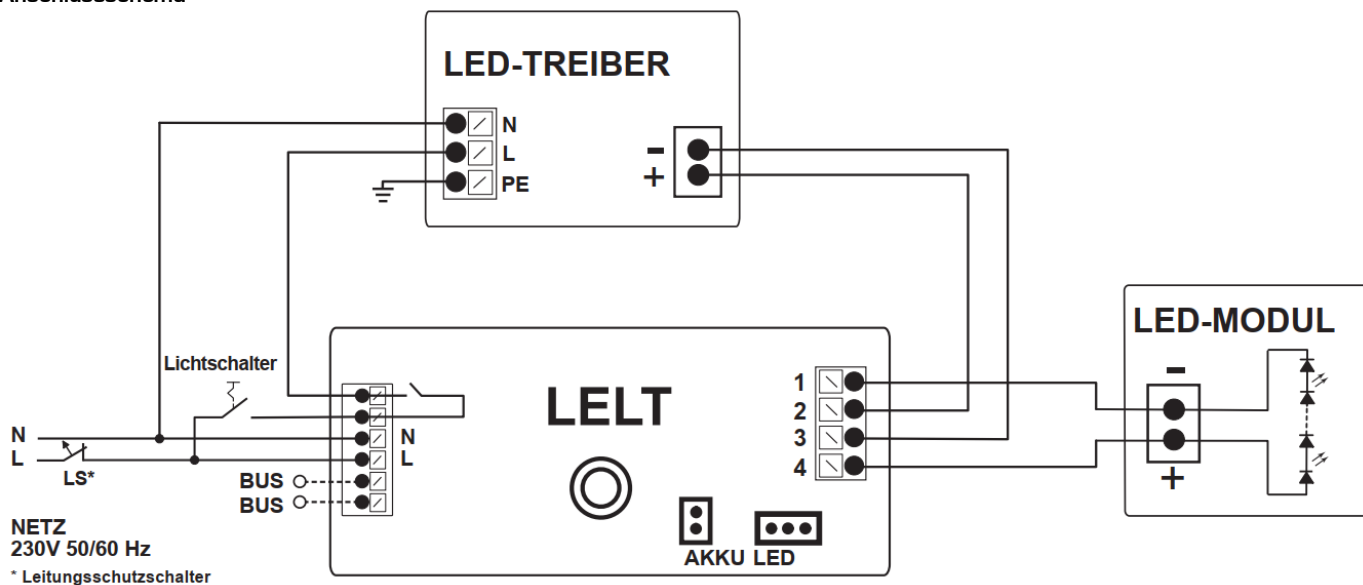 LED-TREIBER
N
L
PE
-
+
LED-MODUL
-
+
Lichtschalter
LELT
1
2
3
4
N
L
N
L
LS*
BUS
BUS
AKKU LED
NETZ
230V 50/60 Hz
* Leitungsschutzschalter